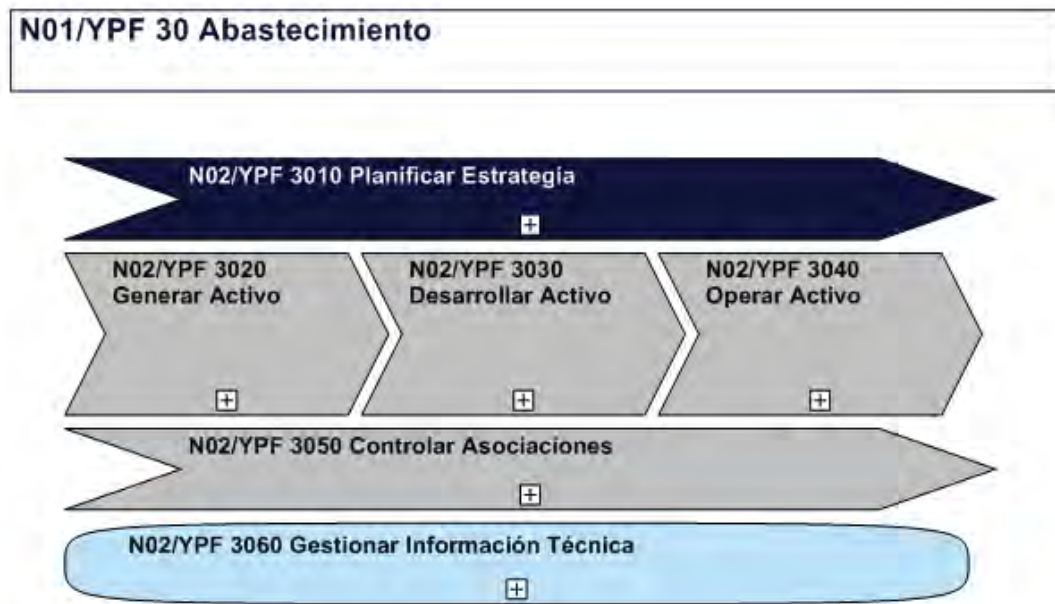 N01/YPF 30 Abastecimiento
N02/YPF 3010 Planificar Estrategia
N02/YPF 3020
Generar Activo
N02/YPF 3030
Desarrollar Activo
N02/YPF 3040
Operar Activo
N02/YPF 3050 Controlar Asociaciones
N02/YPF 3060 Gestionar Información Técnica